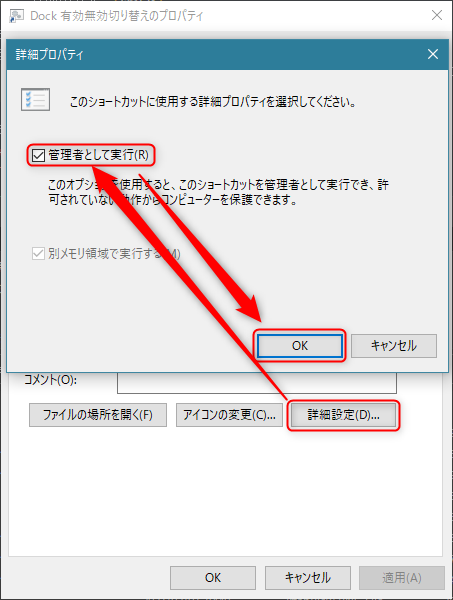 Dock 有効無効切り替えのプロパティ
詳細プロパティ
このショートカットに使用する詳細プロパティを選択してください。
管理者として実行(R)
このオプションを使用すると、このショートカットを管理者として実行でき、許
可されていない動作からコンピューターを保護できます。
別メモリ領域で実行する(M)
OK
キャンセル
コメント(O):
ファイルの場所を開く(F)
アイコンの変更(C)...
詳細設定(D)...
OK
キャンセル
適用(A)